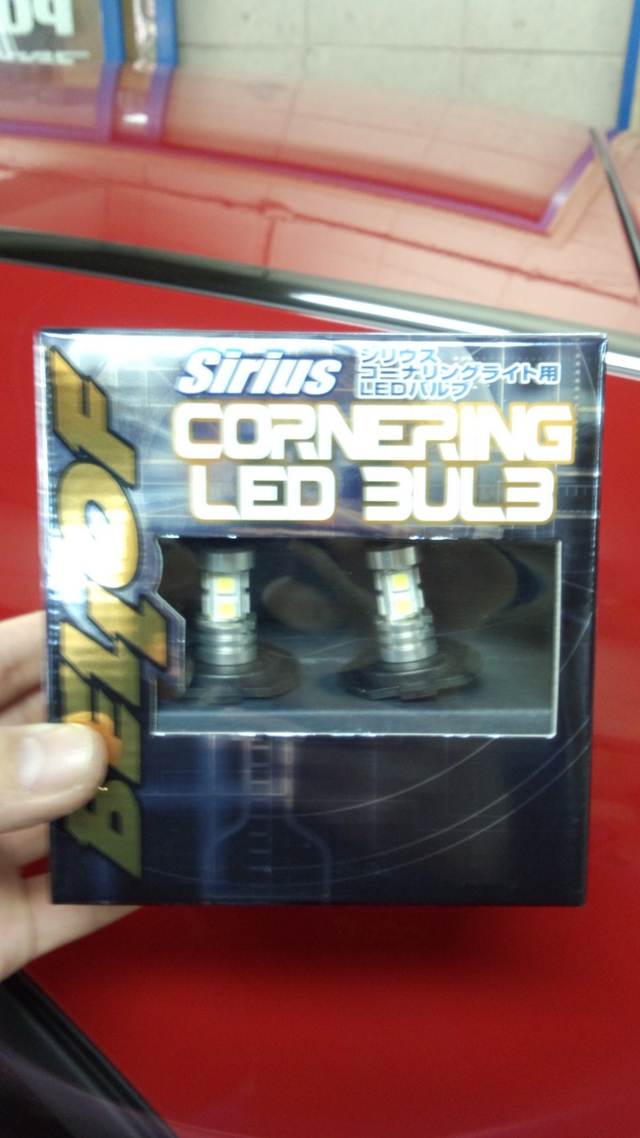 Sirius
シリウス
コーナリングライト用
LEDバルブ
CORNERING
LED BULB
BELLOF